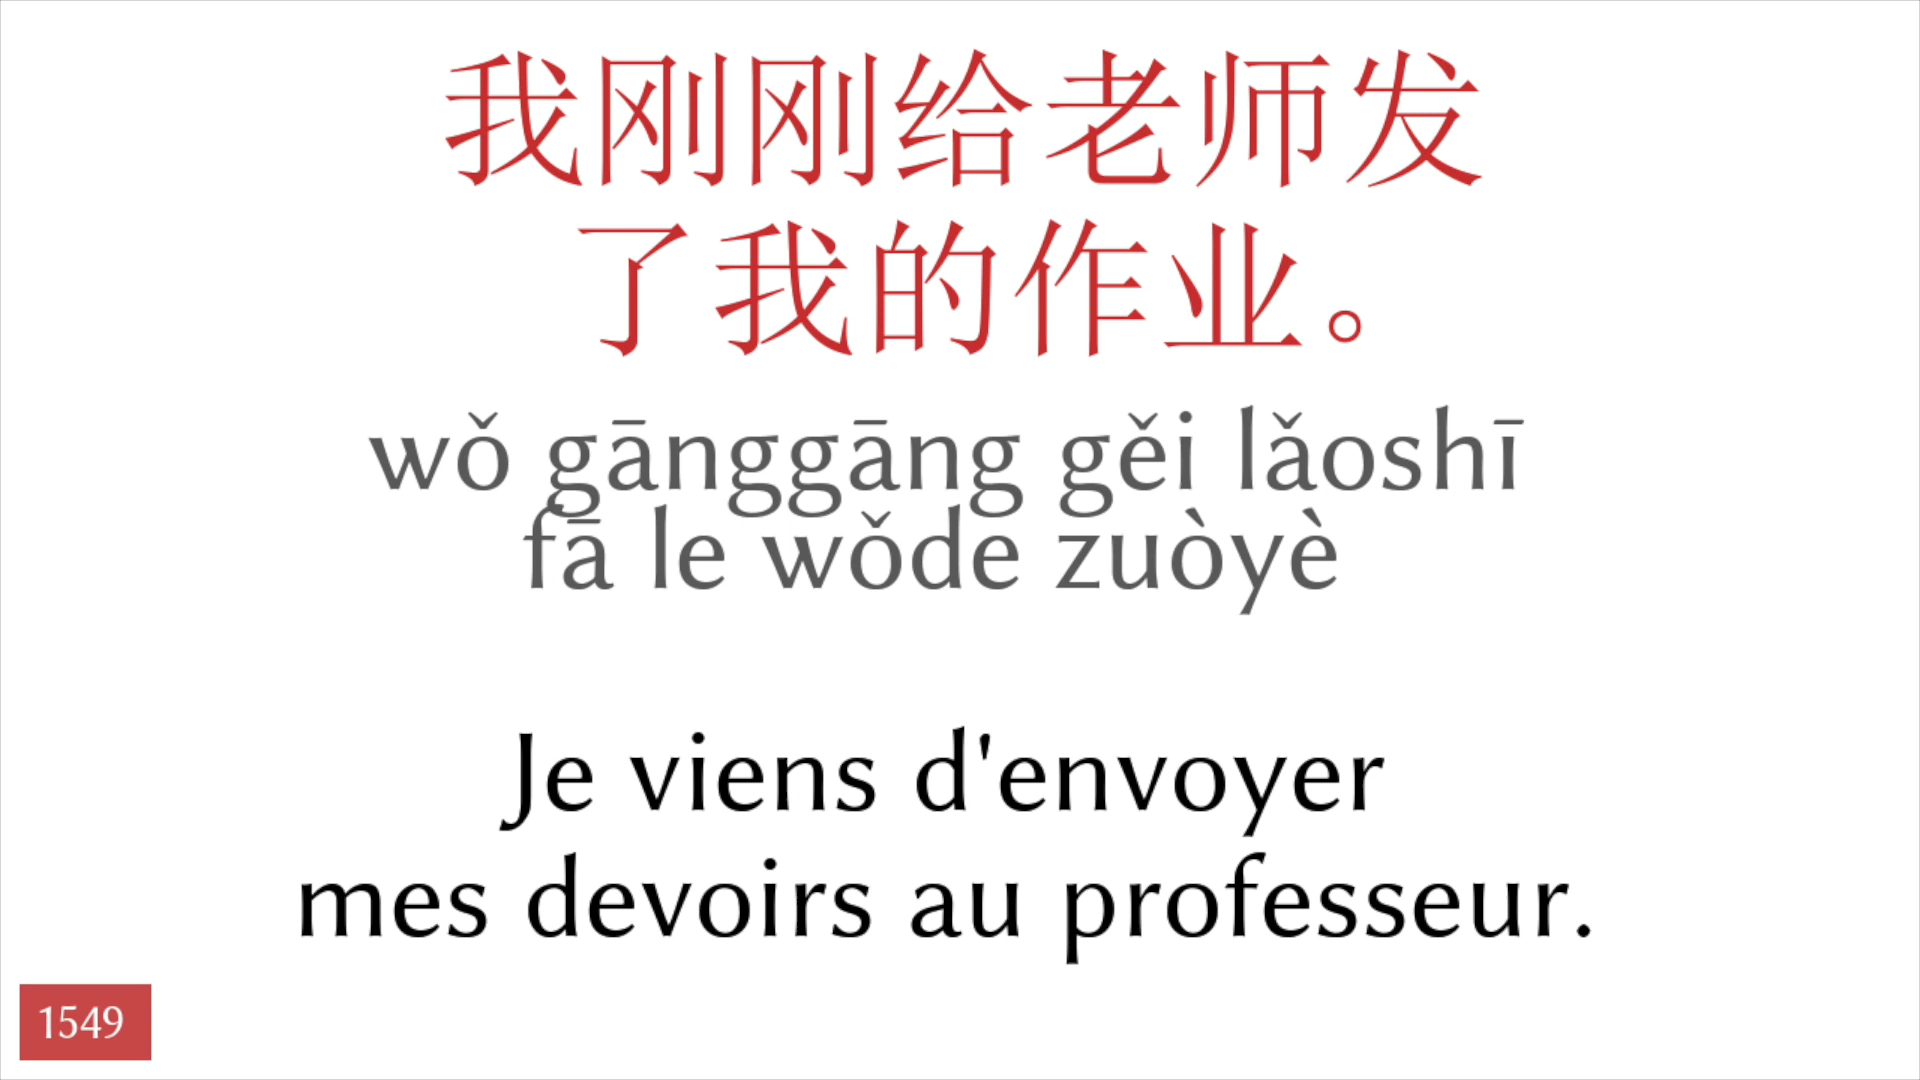 我刚刚给老师发
了我的作业。
wǒ gānggāng gěi lǎoshī
fā le wǒde zuòyè
Je viens d'envoyer
mes devoirs au professeur.
1549